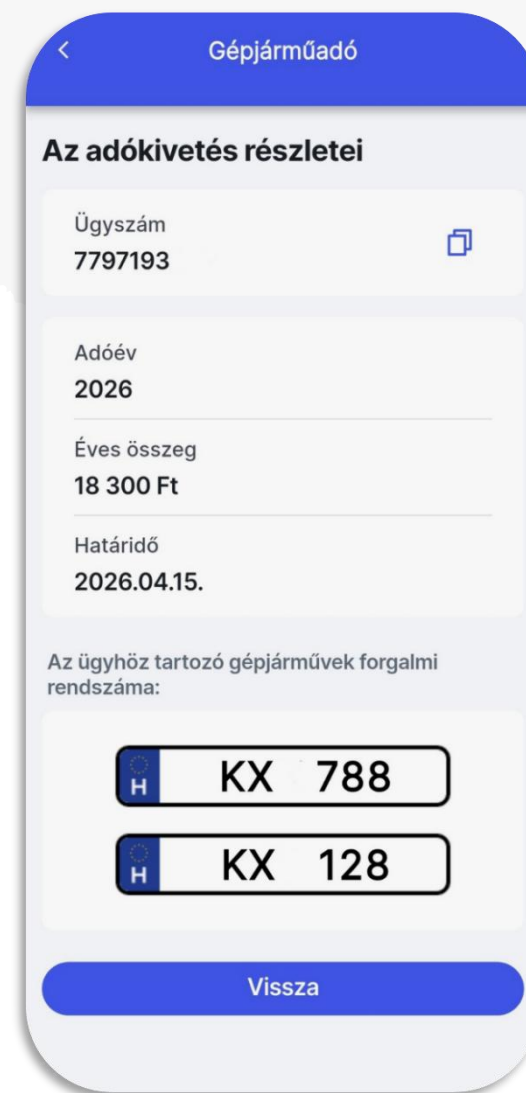 Gépjárműadó
Az adókivetés részletei
Ügyszám
7797193
Adóév
2026
Éves összeg
18 300 Ft
Határidő
2026.04.15.
Az ügyhöz tartozó gépjárművek forgalmi
rendszáma:
H KX 788
H KX 128
Vissza